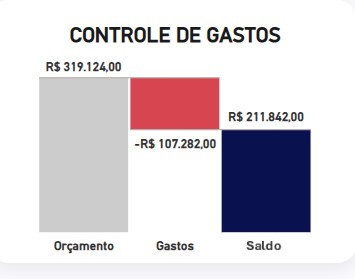 CONTROLE DE GASTOS
R$ 319.124,00
R$ 211.842,00
-R$ 107.282,00
Orçamento
Gastos
Saldo